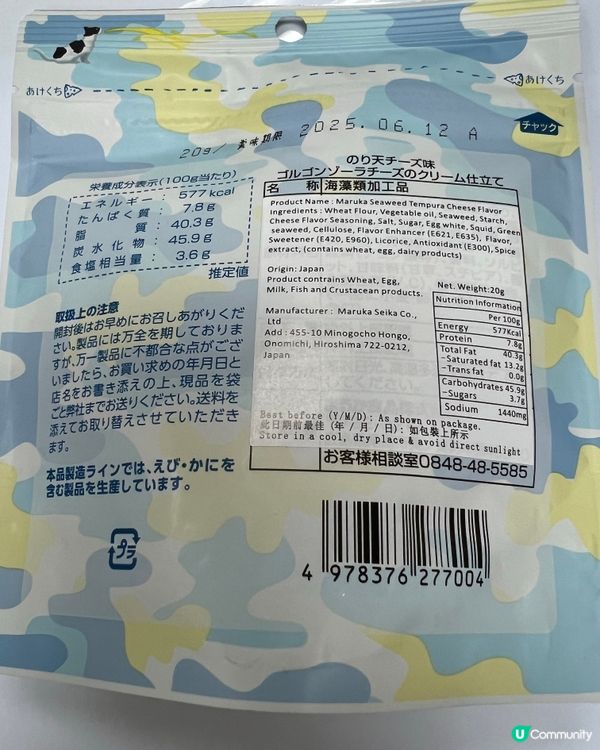 あけくち
あけくち
チャック
20g/ 賞味期限 2025.06.12 A
のり天チーズ味
ゴルゴンゾーラチーズのクリーム仕立て
栄養成分表示(100g当たり)
エネルギー: 577 kcal
たんぱく質: 7.8g
脂質: 40.3g
炭水化物: 45.9g
食塩相当量: 3.6g
推定値
名称 海藻類加工品
Product Name : Maruka Seaweed Tempura Cheese Flavor
Ingredients : Wheat Flour, Vegetable oil, Seaweed, Starch,
Cheese Flavor Seasoning, Salt, Sugar, Egg white, Squid, Green
seaweed, Cellulose, Flavor Enhancer (E621, E635), Flavor,
Sweetener (E420, E960), Licorice, Antioxidant (E300),Spice
extract, (contains wheat, egg, dairy products)
Origin: Japan
Product contains Wheat, Egg,
Milk, Fish and Crustacean products.
Manufacturer : Maruka Seika Co.,
Ltd
Add : 455-10 Minogocho Hongo,
Onomichi, Hiroshima 722-0212,
Japan
Net. Weight:20g
Nutrition Information
Per 100g
Energy 577Kcal
Protein 7.8g
Total Fat 40.3g
-Saturated fat 13.2g
-Trans fat 0.0g
Carbohydrates 45.9g
-Sugars 3.7g
Sodium 1440mg
Best before (Y/M/D): As shown on package.
此日期前最佳 (年 / 月 / 日): 如包裝上所示
Store in a cool, dry place & avoid direct sunlight
お客様相談室0848-48-5585
取扱上の注意
開封後はお早めにお召しあがりくだ
さい。製品には万全を期しておりま
すが、万一製品に不都合な点がござ
いましたら、お買い求めの年月日と
店名をお書き添えの上、現品を袋
ごと弊社までお送りください。送料を
添えてお取り替えさせていただき
ます。
本品製造ラインでは、えび・かにを
含む製品を生産しています。
プラ
4 978376 277004
U Community